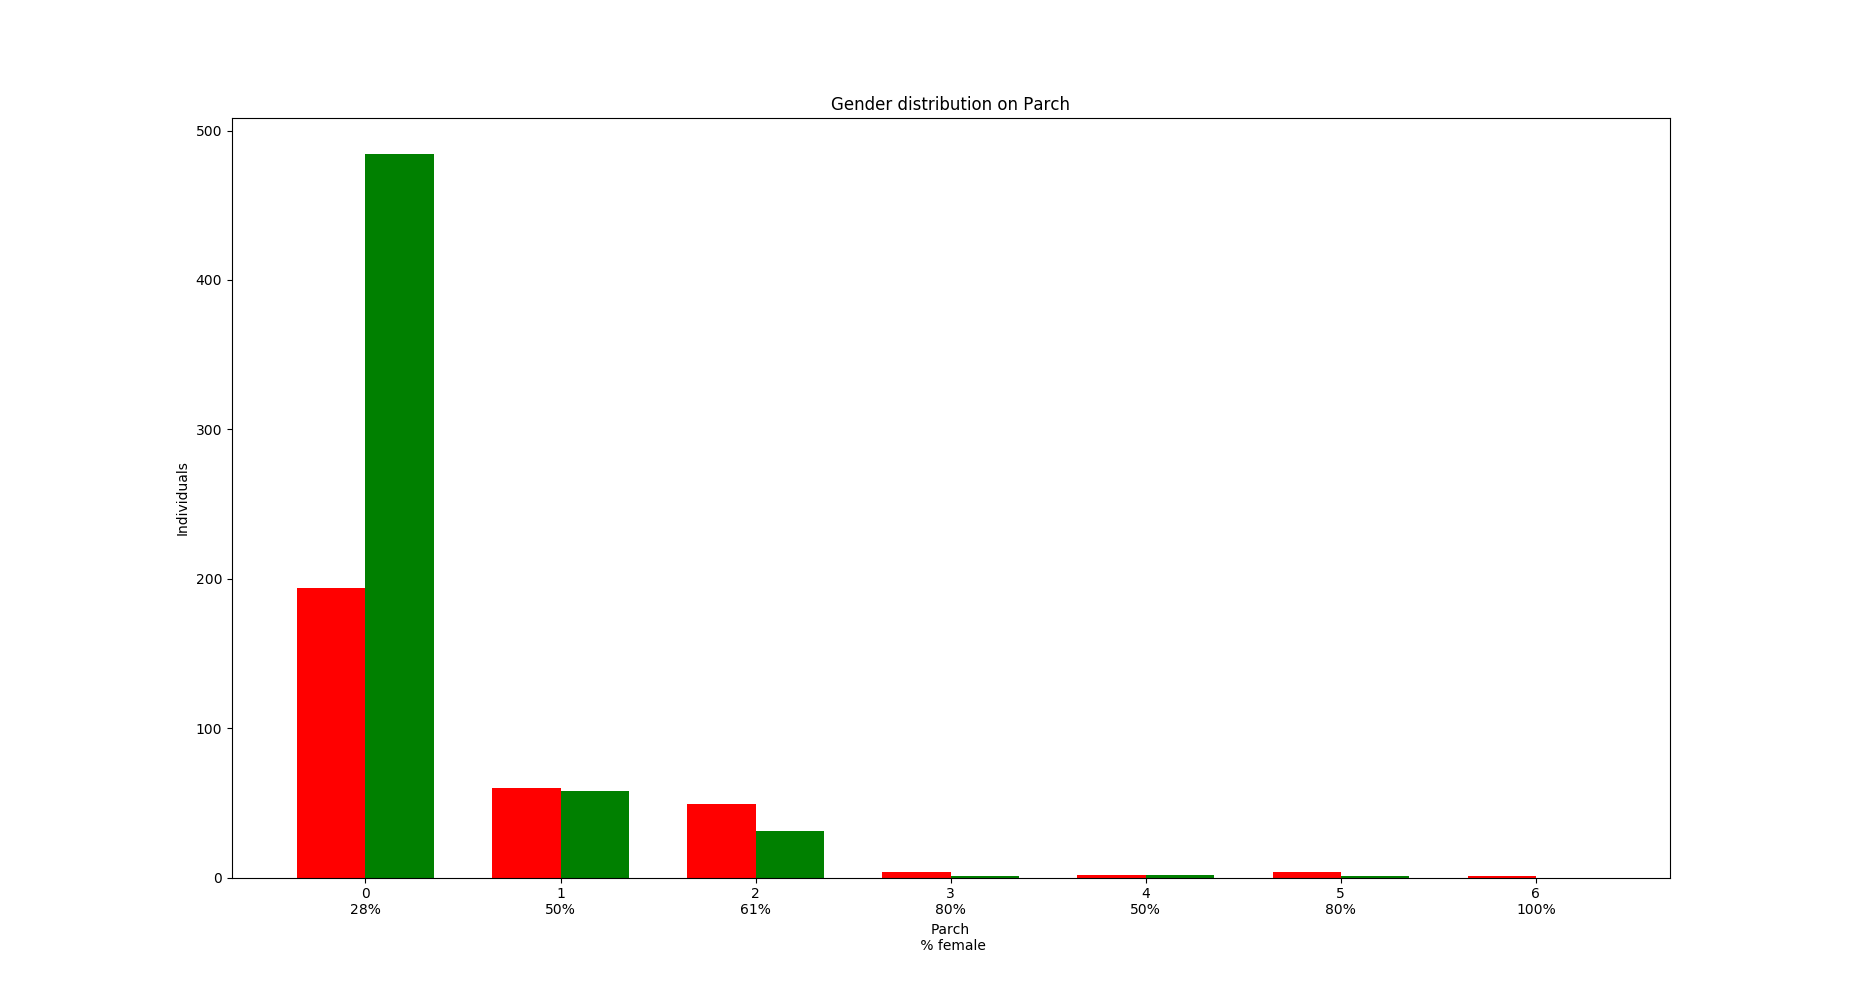 Gender distribution on Parch
500
400
300
200
100
0
Individuals
0 1 2 3 4 5 6
28% 50% 61% 80% 50% 80% 100%
Parch
% female